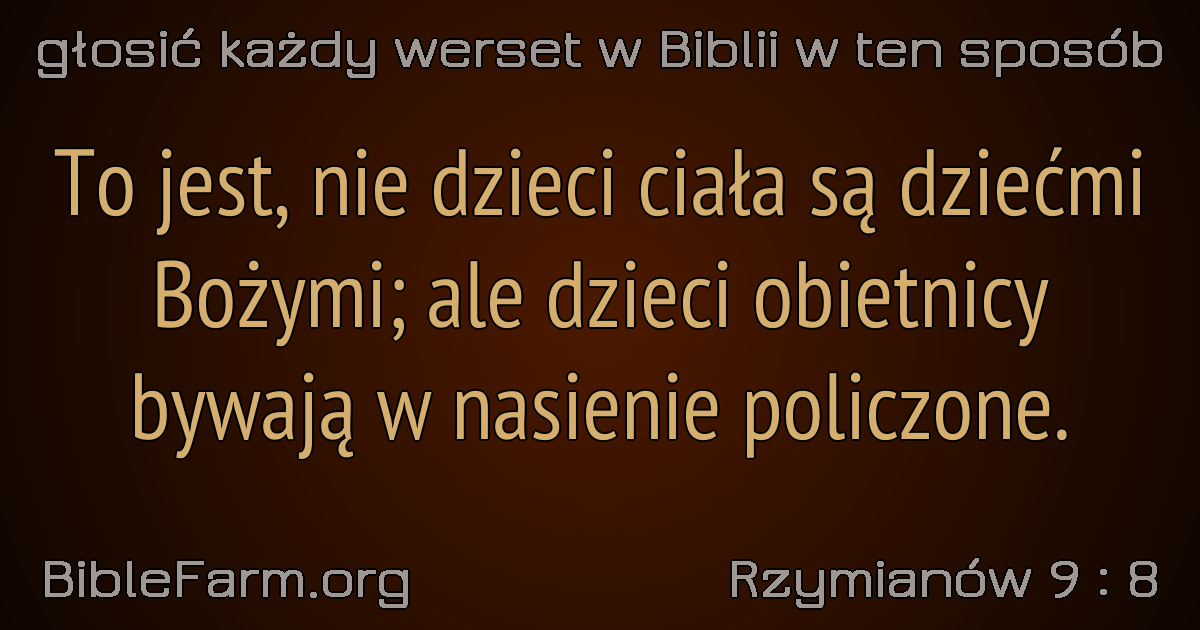 głosić każdy werset w Biblii w ten sposób
To jest, nie dzieci ciała są dziećmi
Bożymi; ale dzieci obietnicy
bywają w nasienie policzone.
BibleFarm.org
Rzymianów 9 : 8